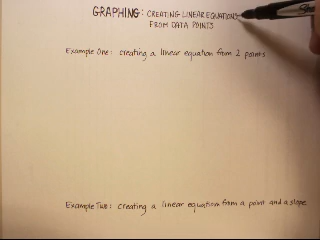 GRAPHING: CREATING LINEAR EQUATIONS
FROM DATA POINTS
Example One: creating a linear equation from 2 points
Example Two: creating a linear equation from a point and a slope